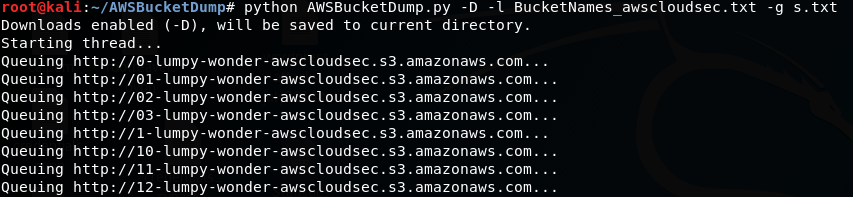 root@kali:~/AWSBucketDump# python AWSBucketDump.py -D -l BucketNames_awscloudsec.txt -g s.txt
Downloads enabled (-D), will be saved to current directory.
Starting thread...
Queuing http://0-lumpy-wonder-awscloudsec.s3.amazonaws.com...
Queuing http://01-lumpy-wonder-awscloudsec.s3.amazonaws.com...
Queuing http://02-lumpy-wonder-awscloudsec.s3.amazonaws.com...
Queuing http://03-lumpy-wonder-awscloudsec.s3.amazonaws.com...
Queuing http://1-lumpy-wonder-awscloudsec.s3.amazonaws.com...
Queuing http://10-lumpy-wonder-awscloudsec.s3.amazonaws.com...
Queuing http://11-lumpy-wonder-awscloudsec.s3.amazonaws.com...
Queuing http://12-lumpy-wonder-awscloudsec.s3.amazonaws.com...